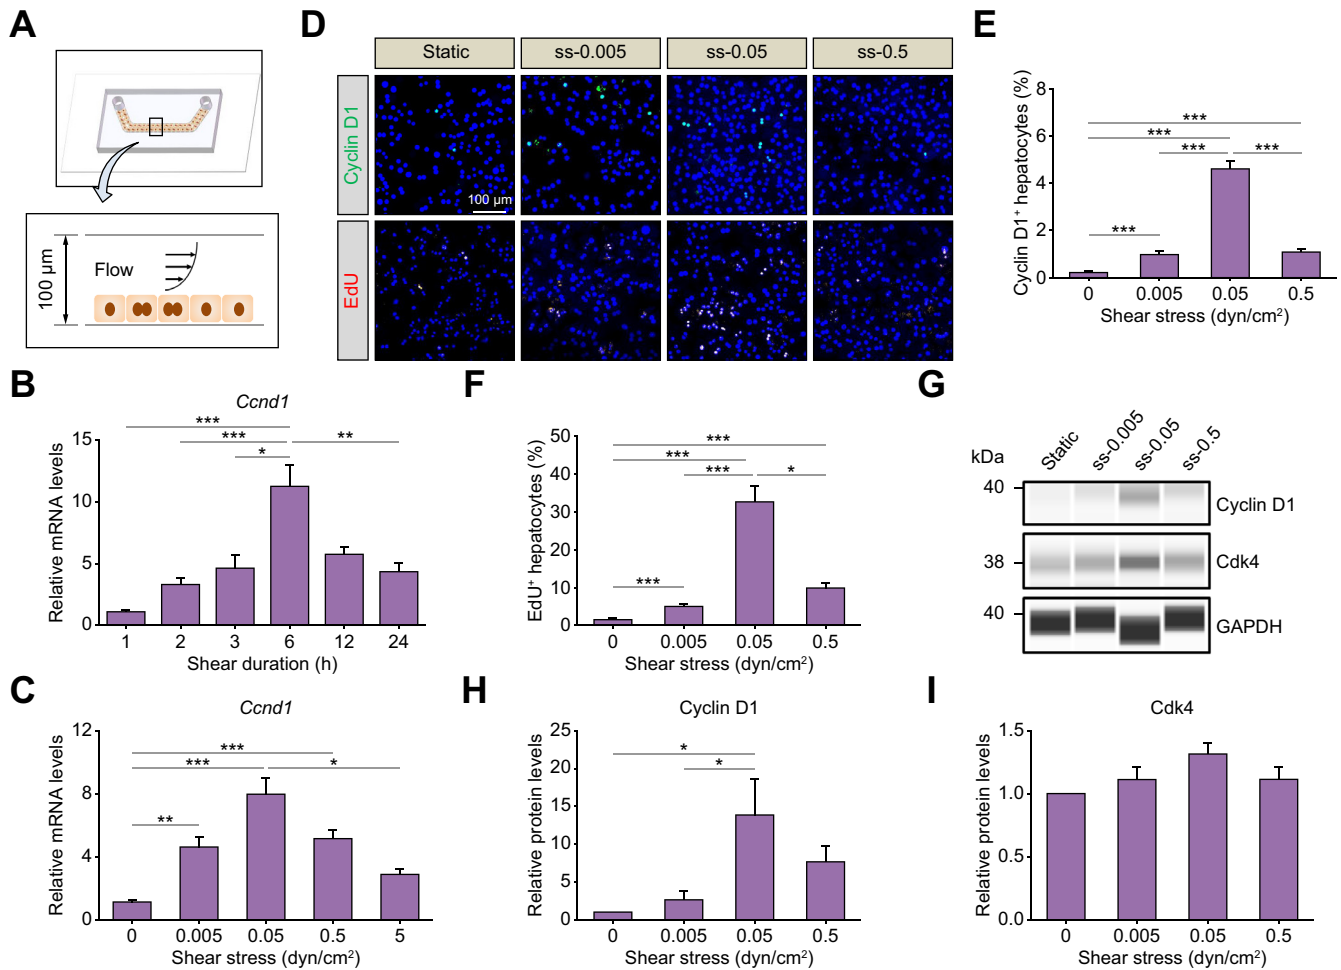 A
100 µm
Flow
B
Ccnd1
Relative mRNA levels
15
10
5
0
***
***
*
**
1 2 3 6 12 24
Shear duration (h)
C
Ccnd1
Relative mRNA levels
12
8
4
0
***
***
*
**
0 0.005 0.05 0.5 5
Shear stress (dyn/cm²)
D
Static ss-0.005 ss-0.05 ss-0.5
Cyclin D1
100 µm
EdU
E
Cyclin D1⁺ hepatocytes (%)
8
6
4
2
0
***
***
*** ***
***
0 0.005 0.05 0.5
Shear stress (dyn/cm²)
F
EdU⁺ hepatocytes (%)
50
40
30
20
10
0
***
***
*** *
***
0 0.005 0.05 0.5
Shear stress (dyn/cm²)
G
kDa Static ss-0.005 ss-0.05 ss-0.5
40 Cyclin D1
38 Cdk4
40 GAPDH
H
Cyclin D1
Relative protein levels
25
20
15
10
5
0
*
*
0 0.005 0.05 0.5
Shear stress (dyn/cm²)
I
Cdk4
Relative protein levels
1.5
1.0
0.5
0.0
0 0.005 0.05 0.5
Shear stress (dyn/cm²)